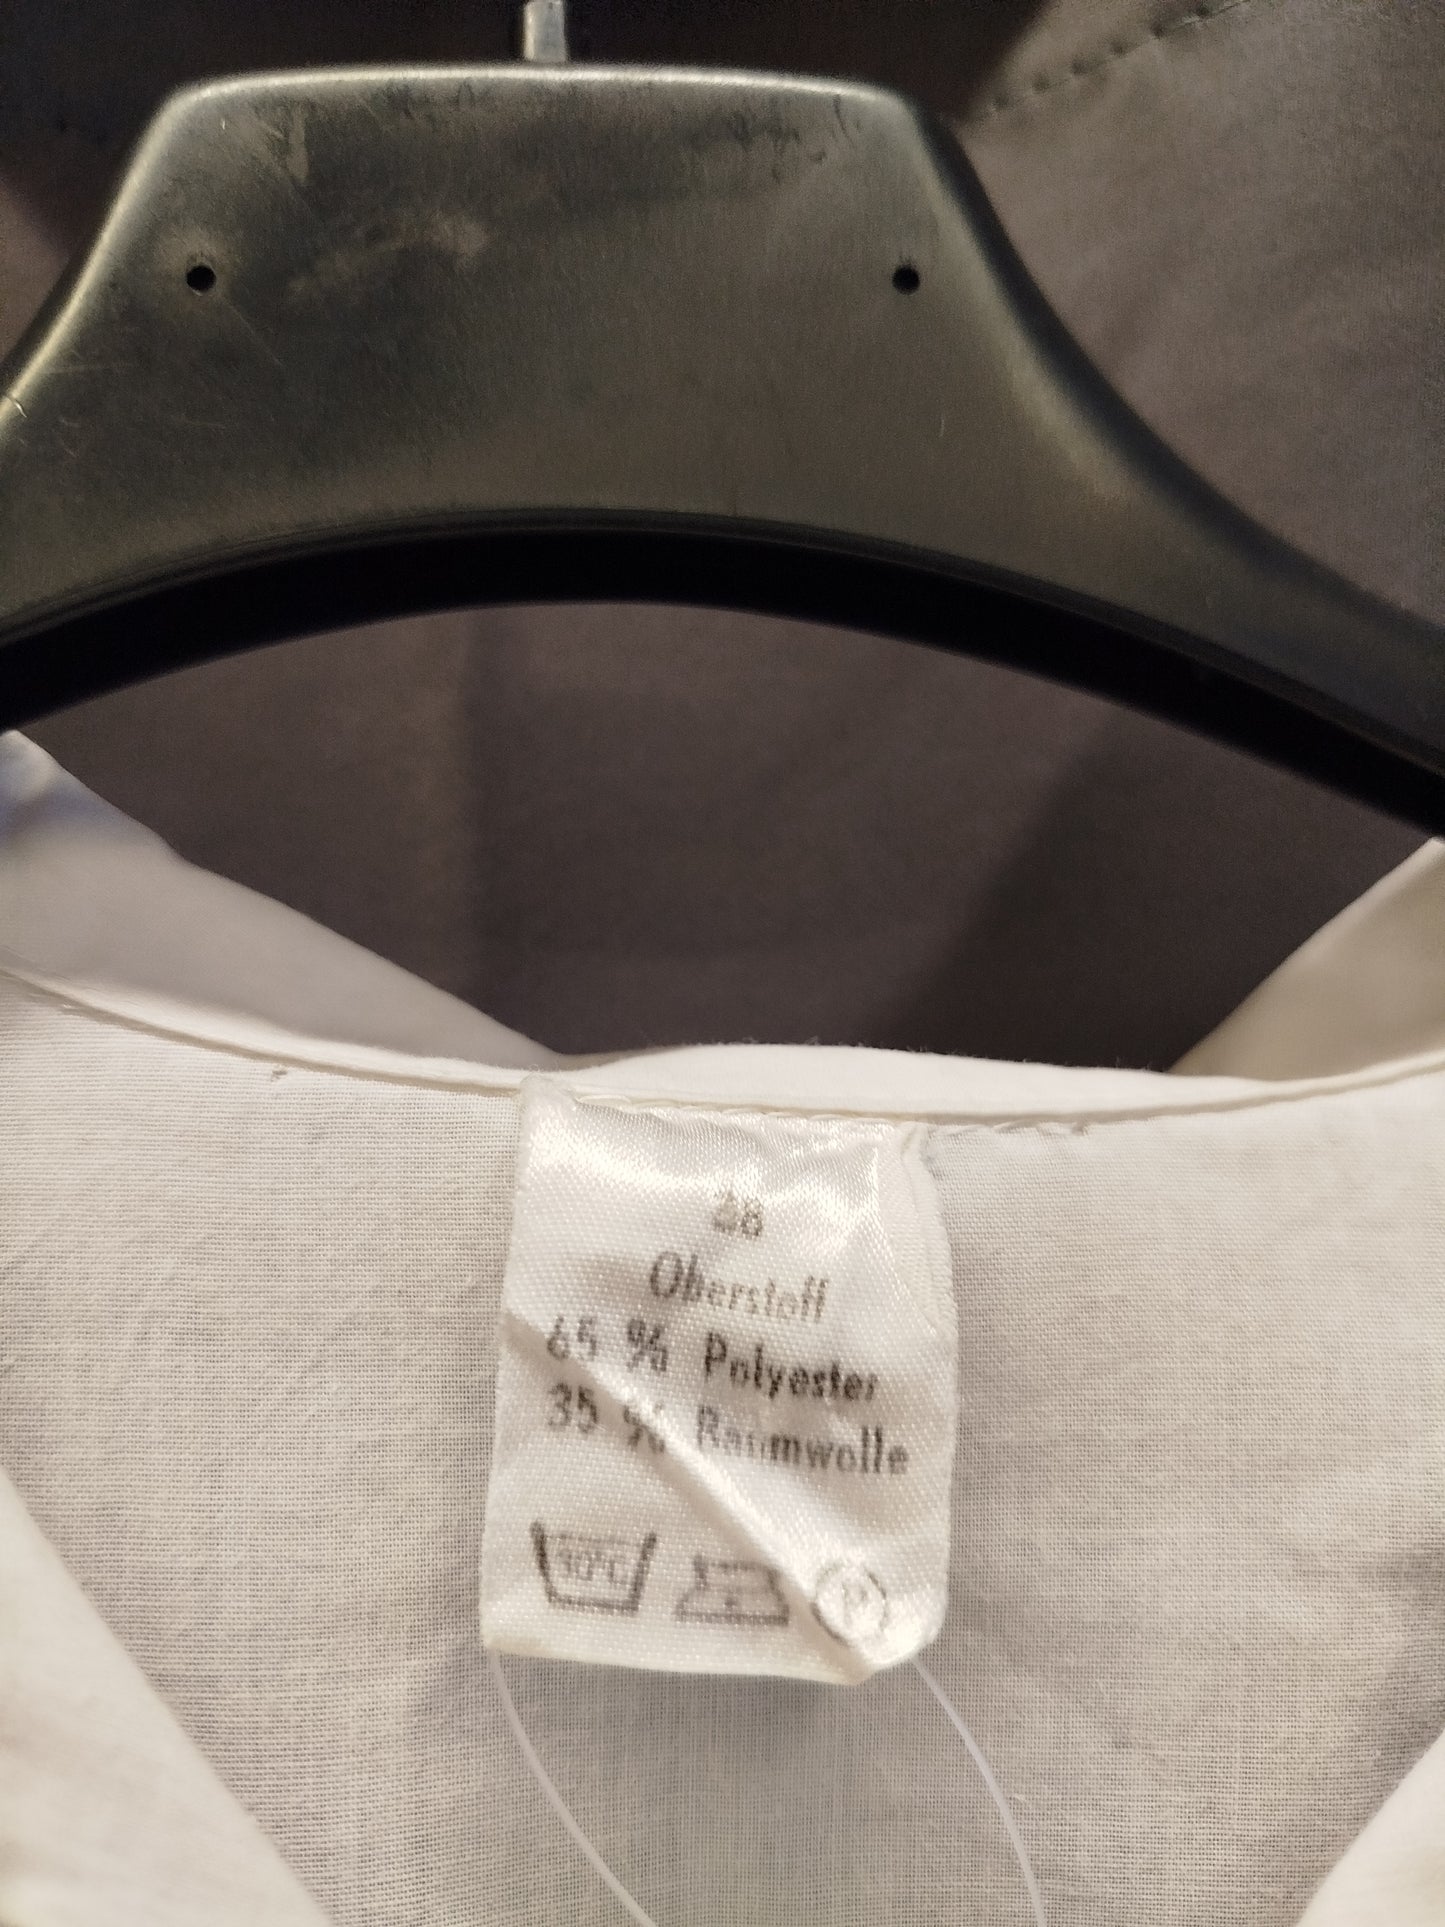 Oberstoff
65 % Polyester
35 % Baumwolle
P